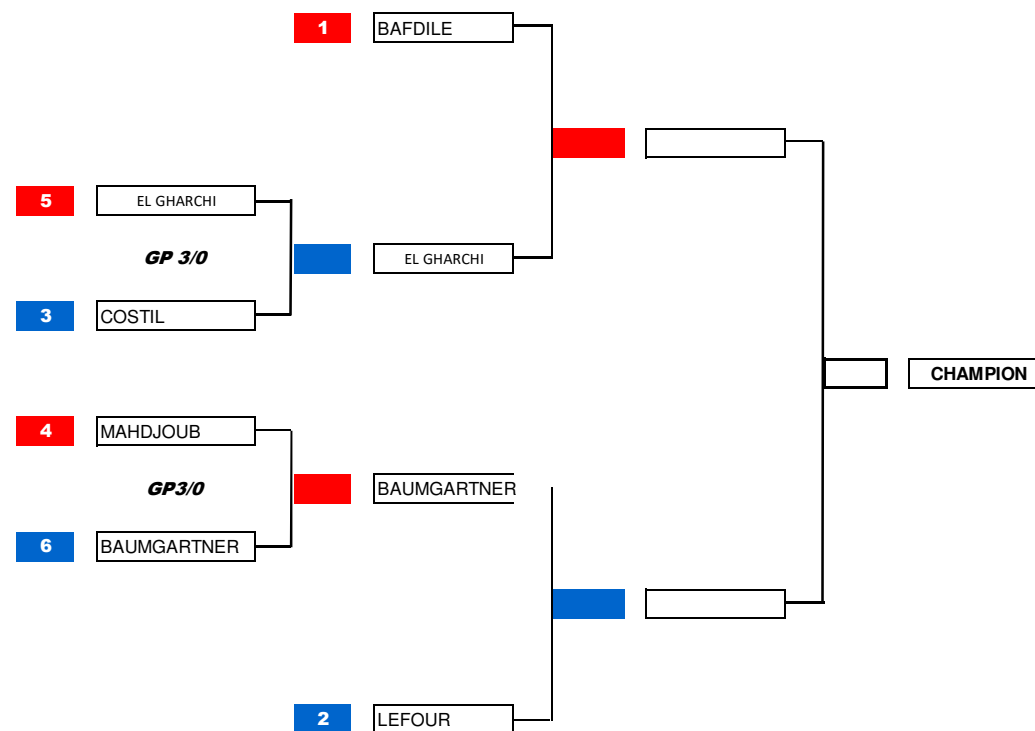 1 BAFDILE
5 EL GHARCHI
GP 3/0
EL GHARCHI
3 COSTIL
CHAMPION
4 MAHDJOUB
GP3/0
BAUMGARTNER
6 BAUMGARTNER
2 LEFOUR